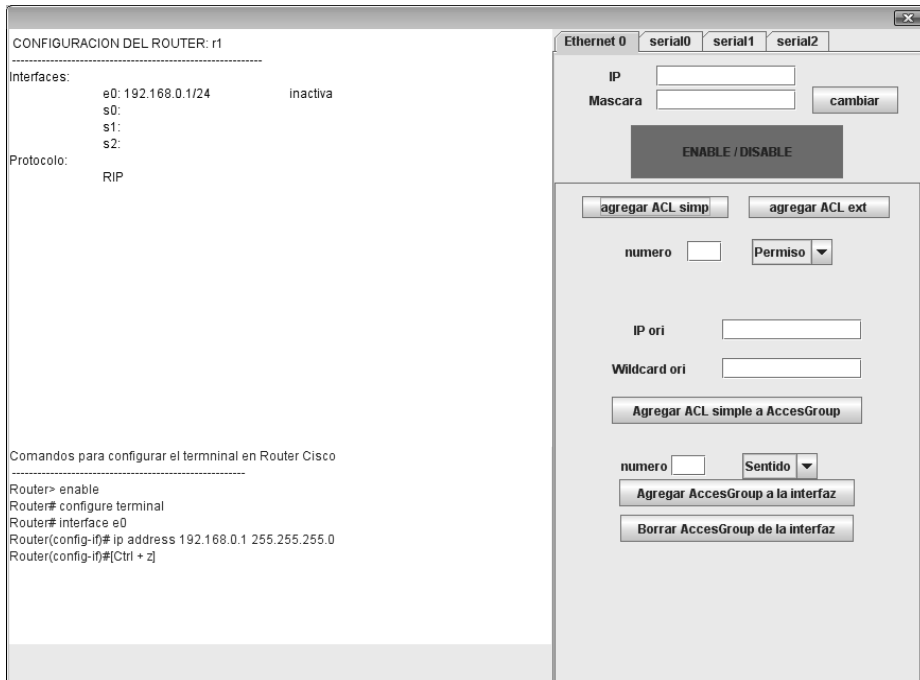 CONFIGURACION DEL ROUTER: r1
------------------------------------------------------------
Interfaces:
e0: 192.168.0.1/24 inactiva
s0:
s1:
s2:
Protocolo:
RIP
Comandos para configurar el termninal en Router Cisco
--------------------------------------------------------
Router> enable
Router# configure terminal
Router# interface e0
Router(config-if)# ip address 192.168.0.1 255.255.255.0
Router(config-if)#[Ctrl + z]
Ethernet 0 serial0 serial1 serial2
IP
Mascara cambiar
ENABLE / DISABLE
agregar ACL simp agregar ACL ext
numero Permiso
IP ori
Wildcard ori
Agregar ACL simple a AccesGroup
numero Sentido
Agregar AccesGroup a la interfaz
Borrar AccesGroup de la interfaz